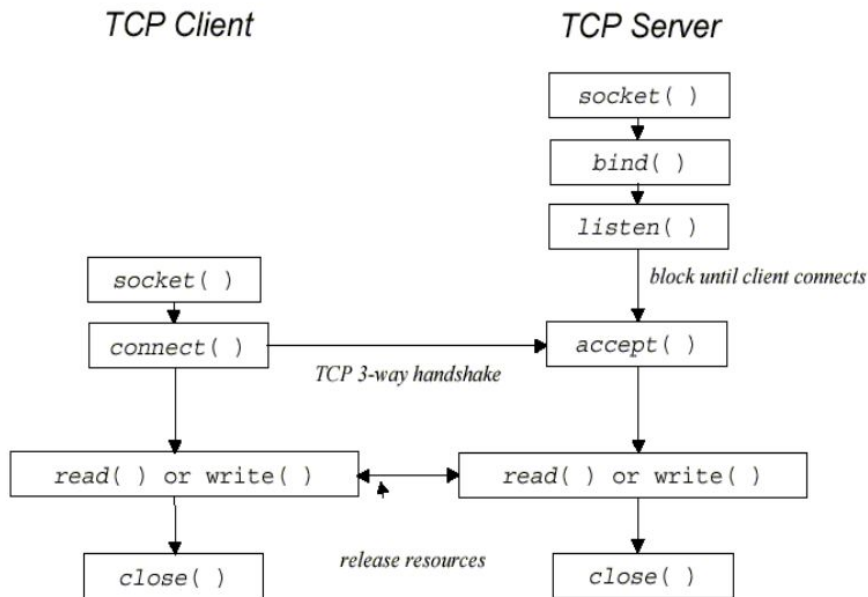 TCP Client
TCP Server
socket( )
bind( )
listen( )
block until client connects
socket( )
connect( )
accept( )
TCP 3-way handshake
read( ) or write( )
read( ) or write( )
release resources
close( )
close( )